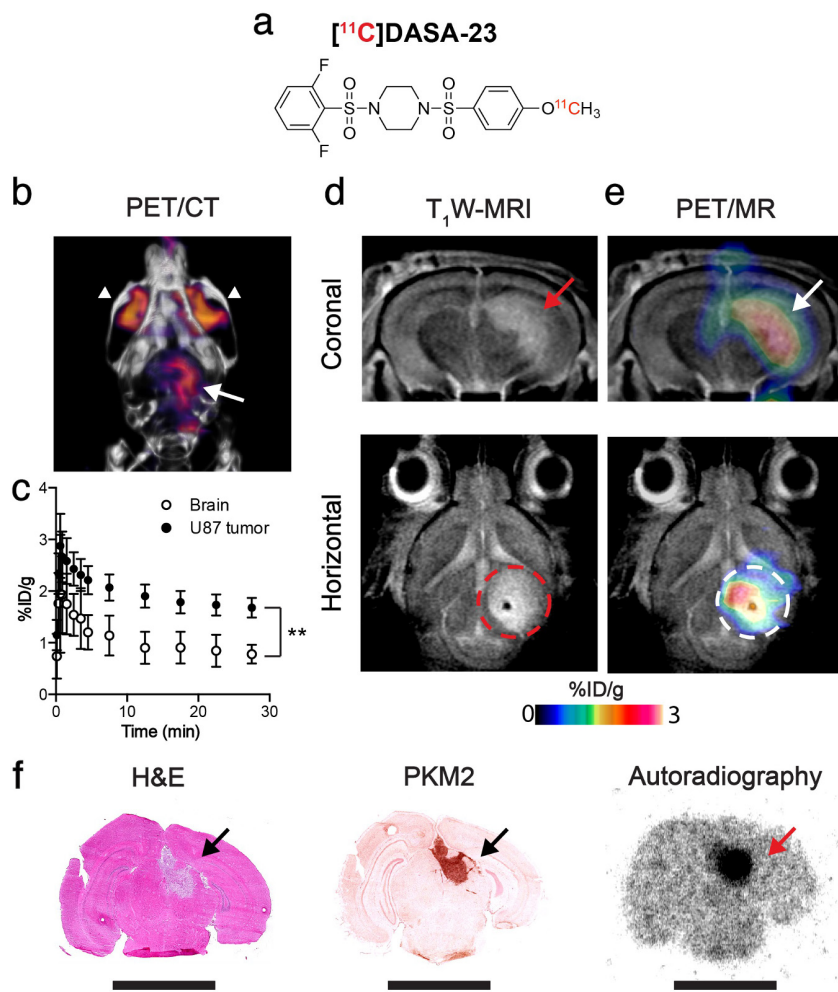 a [¹¹C]DASA-23
F
O O
S N N S O¹¹CH₃
O O
F
b PET/CT
c
4
3
2
1
0
%ID/g
Brain
U87 tumor
**
0 10 20 30
Time (min)
d T₁W-MRI
e PET/MR
Coronal
Horizontal
%ID/g
0 3
f H&E PKM2 Autoradiography